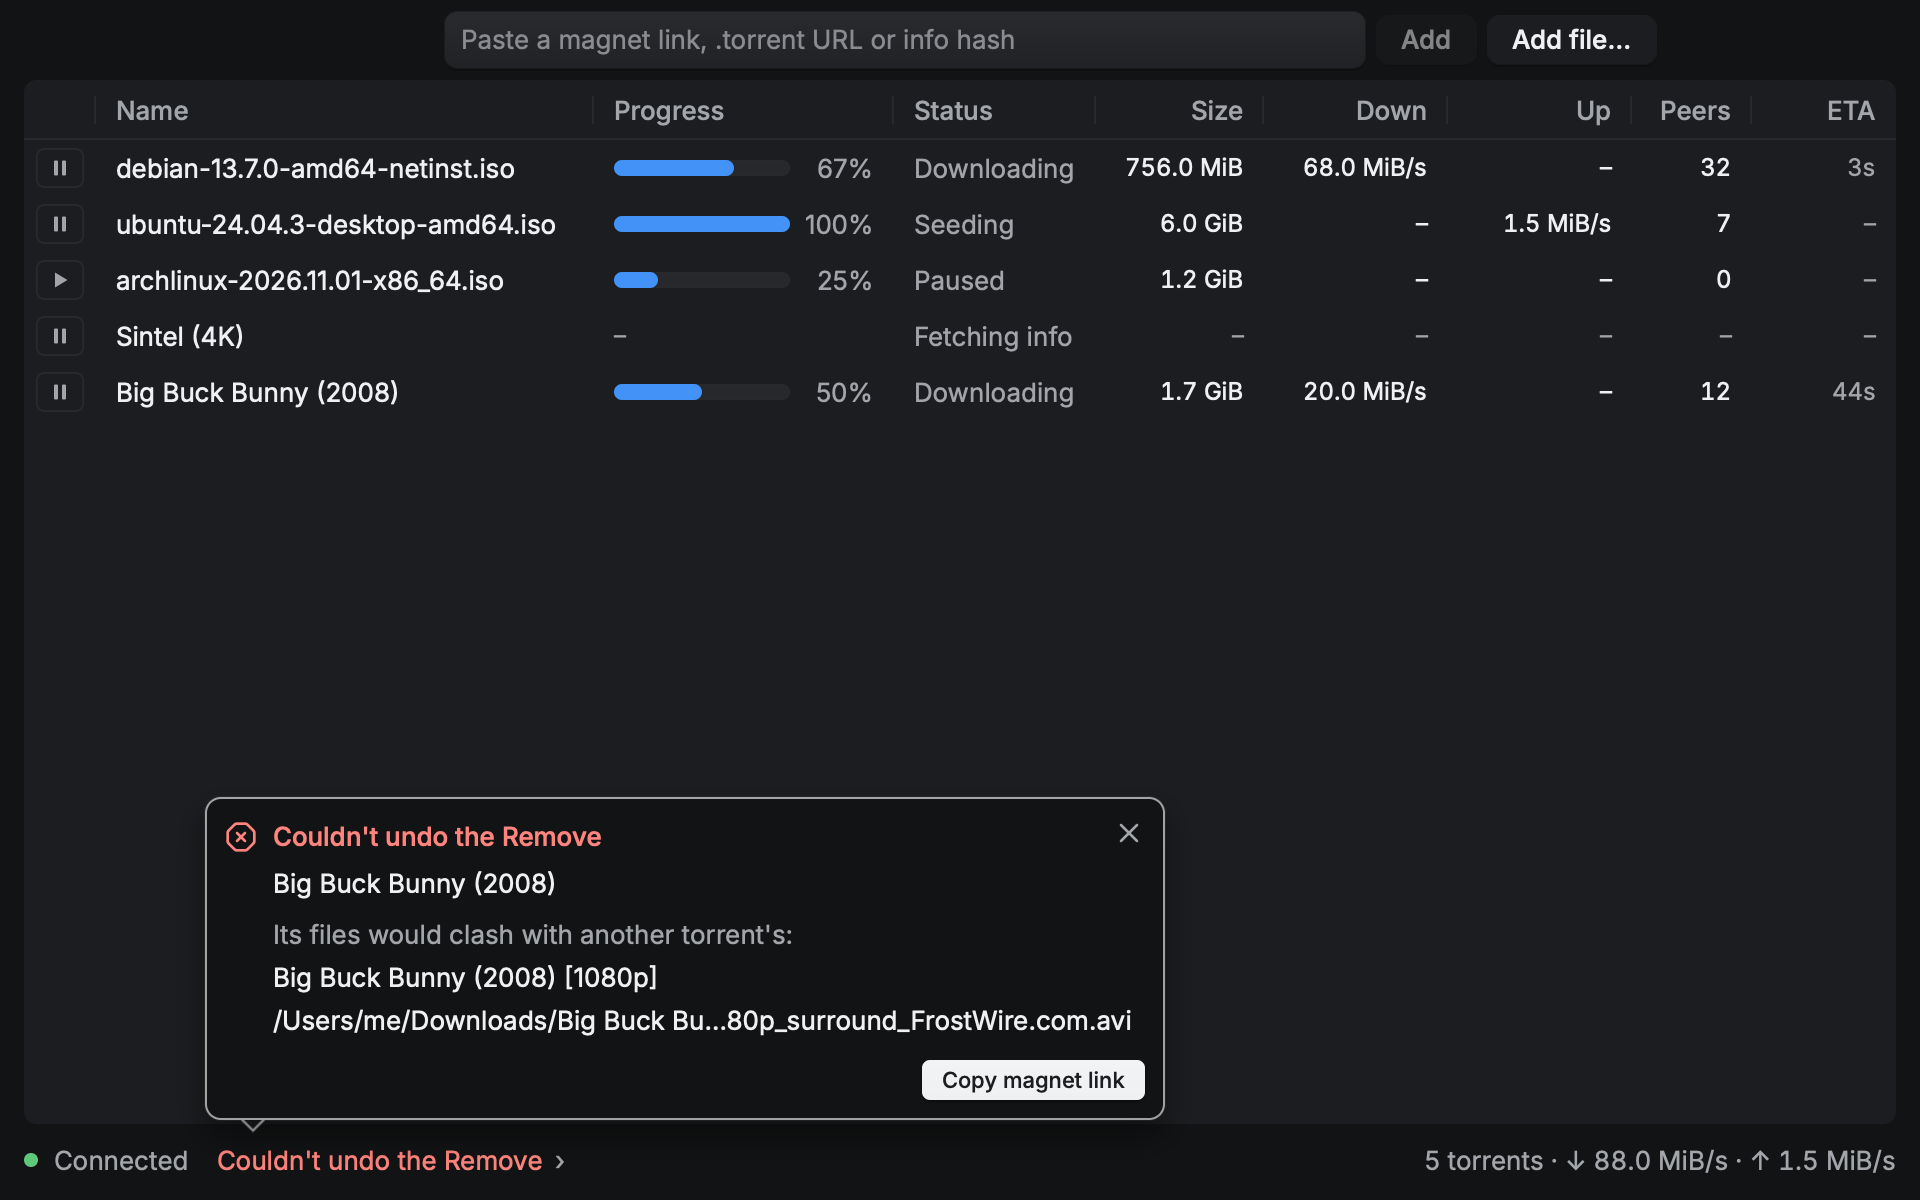 Paste a magnet link, .torrent URL or info hash
Add
Add file...
Name Progress Status Size Down Up Peers ETA
debian-13.7.0-amd64-netinst.iso 67% Downloading 756.0 MiB 68.0 MiB/s – 32 3s
ubuntu-24.04.3-desktop-amd64.iso 100% Seeding 6.0 GiB – 1.5 MiB/s 7 –
archlinux-2026.11.01-x86_64.iso 25% Paused 1.2 GiB – – 0 –
Sintel (4K) – Fetching info – – – – –
Big Buck Bunny (2008) 50% Downloading 1.7 GiB 20.0 MiB/s – 12 44s
Couldn't undo the Remove
Big Buck Bunny (2008)
Its files would clash with another torrent's:
Big Buck Bunny (2008) [1080p]
/Users/me/Downloads/Big Buck Bu...80p_surround_FrostWire.com.avi
Copy magnet link
Connected Couldn't undo the Remove ›
5 torrents · ↓ 88.0 MiB/s · ↑ 1.5 MiB/s